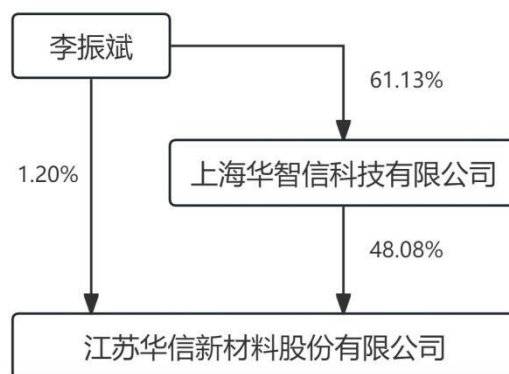 李振斌
61.13%
1.20%
上海华智信科技有限公司
48.08%
江苏华信新材料股份有限公司